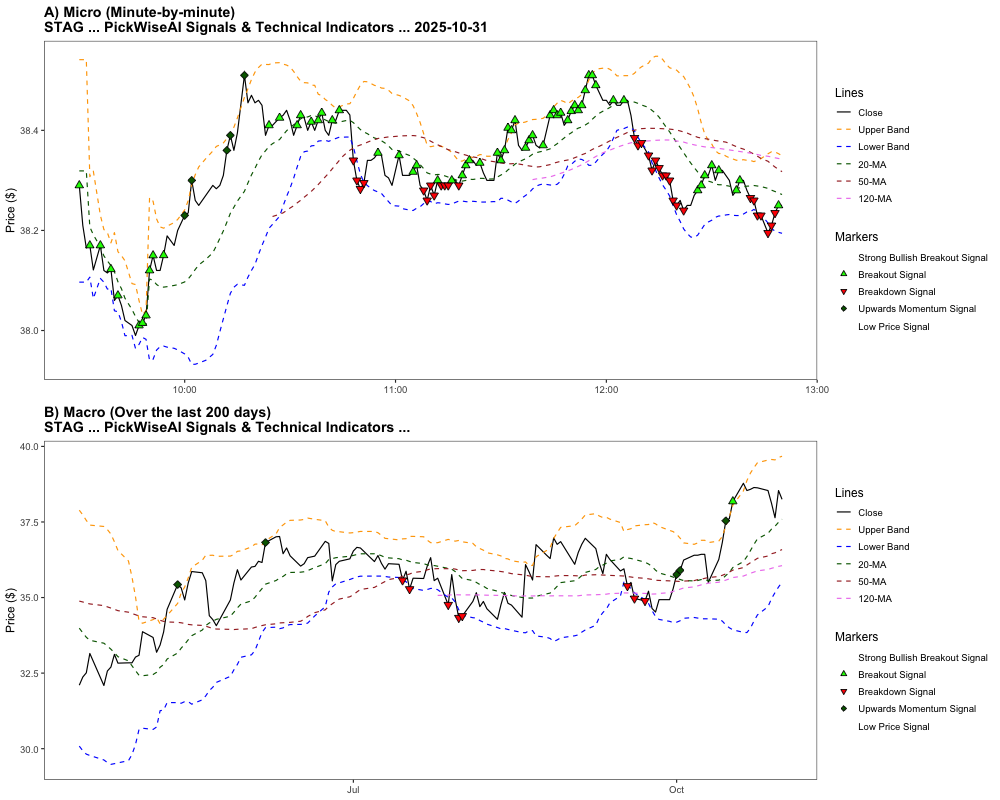 A) Micro (Minute-by-minute)
STAG ... PickWiseAI Signals & Technical Indicators ... 2025-10-31
Price ($)
38.4
38.2
38.0
10:00
11:00
12:00
13:00
Lines
Close
Upper Band
Lower Band
20-MA
50-MA
120-MA
Markers
Strong Bullish Breakout Signal
Breakout Signal
Breakdown Signal
Upwards Momentum Signal
Low Price Signal
B) Macro (Over the last 200 days)
STAG ... PickWiseAI Signals & Technical Indicators ...
Price ($)
40.0
37.5
35.0
32.5
30.0
Jul
Oct
Lines
Close
Upper Band
Lower Band
20-MA
50-MA
120-MA
Markers
Strong Bullish Breakout Signal
Breakout Signal
Breakdown Signal
Upwards Momentum Signal
Low Price Signal